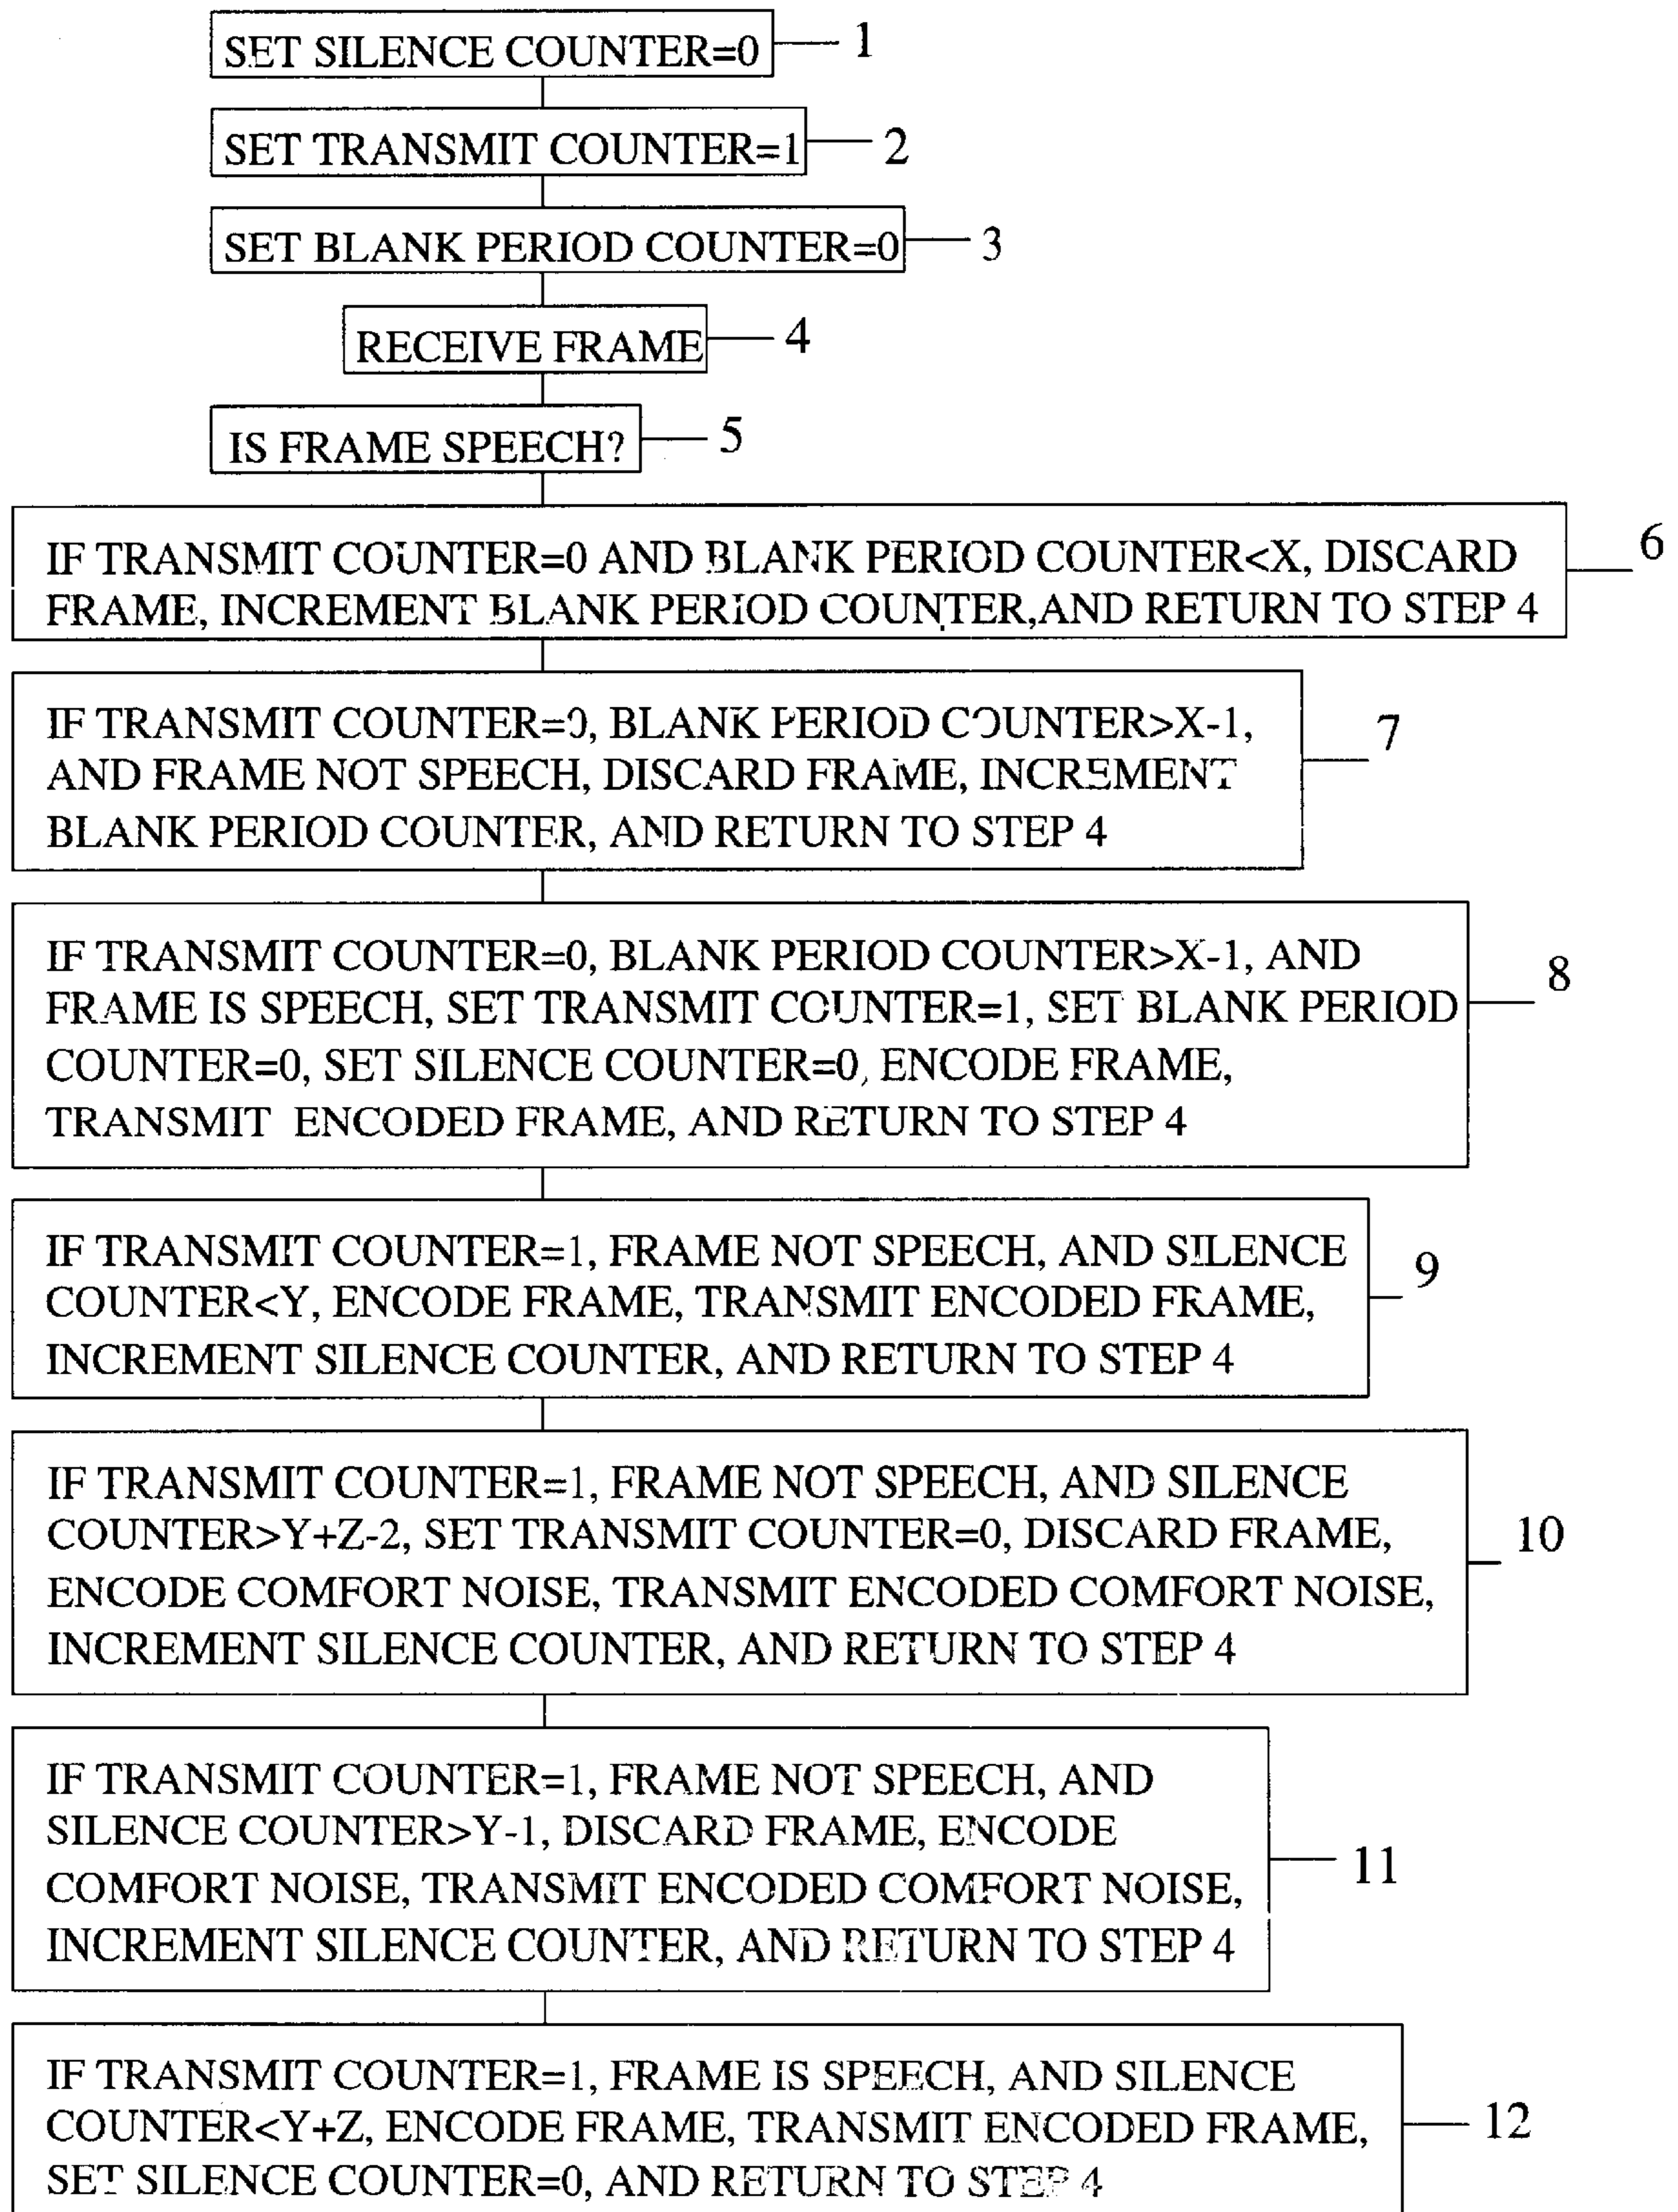 SET SILENCE COUNTER=0 1
SET TRANSMIT COUNTER=1 2
SET BLANK PERIOD COUNTER=0 3
RECEIVE FRAME 4
IS FRAME SPEECH? 5
IF TRANSMIT COUNTER=0 AND BLANK PERIOD COUNTER<X, DISCARD 6
FRAME, INCREMENT BLANK PERIOD COUNTER,AND RETURN TO STEP 4
IF TRANSMIT COUNTER=0, BLANK PERIOD COUNTER>X-1, 7
AND FRAME NOT SPEECH, DISCARD FRAME, INCREMENT
BLANK PERIOD COUNTER, AND RETURN TO STEP 4
IF TRANSMIT COUNTER=0, BLANK PERIOD COUNTER>X-1, AND 8
FRAME IS SPEECH, SET TRANSMIT COUNTER=1, SET BLANK PERIOD
COUNTER=0, SET SILENCE COUNTER=0, ENCODE FRAME,
TRANSMIT ENCODED FRAME, AND RETURN TO STEP 4
IF TRANSMIT COUNTER=1, FRAME NOT SPEECH, AND SILENCE 9
COUNTER<Y, ENCODE FRAME, TRANSMIT ENCODED FRAME,
INCREMENT SILENCE COUNTER, AND RETURN TO STEP 4
IF TRANSMIT COUNTER=1, FRAME NOT SPEECH, AND SILENCE
COUNTER>Y+Z-2, SET TRANSMIT COUNTER=0, DISCARD FRAME, 10
ENCODE COMFORT NOISE, TRANSMIT ENCODED COMFORT NOISE,
INCREMENT SILENCE COUNTER, AND RETURN TO STEP 4
IF TRANSMIT COUNTER=1, FRAME NOT SPEECH, AND
SILENCE COUNTER>Y-1, DISCARD FRAME, ENCODE 11
COMFORT NOISE, TRANSMIT ENCODED COMFORT NOISE,
INCREMENT SILENCE COUNTER, AND RETURN TO STEP 4
IF TRANSMIT COUNTER=1, FRAME IS SPEECH, AND SILENCE
COUNTER<Y+Z, ENCODE FRAME, TRANSMIT ENCODED FRAME, 12
SET SILENCE COUNTER=0, AND RETURN TO STEP 4